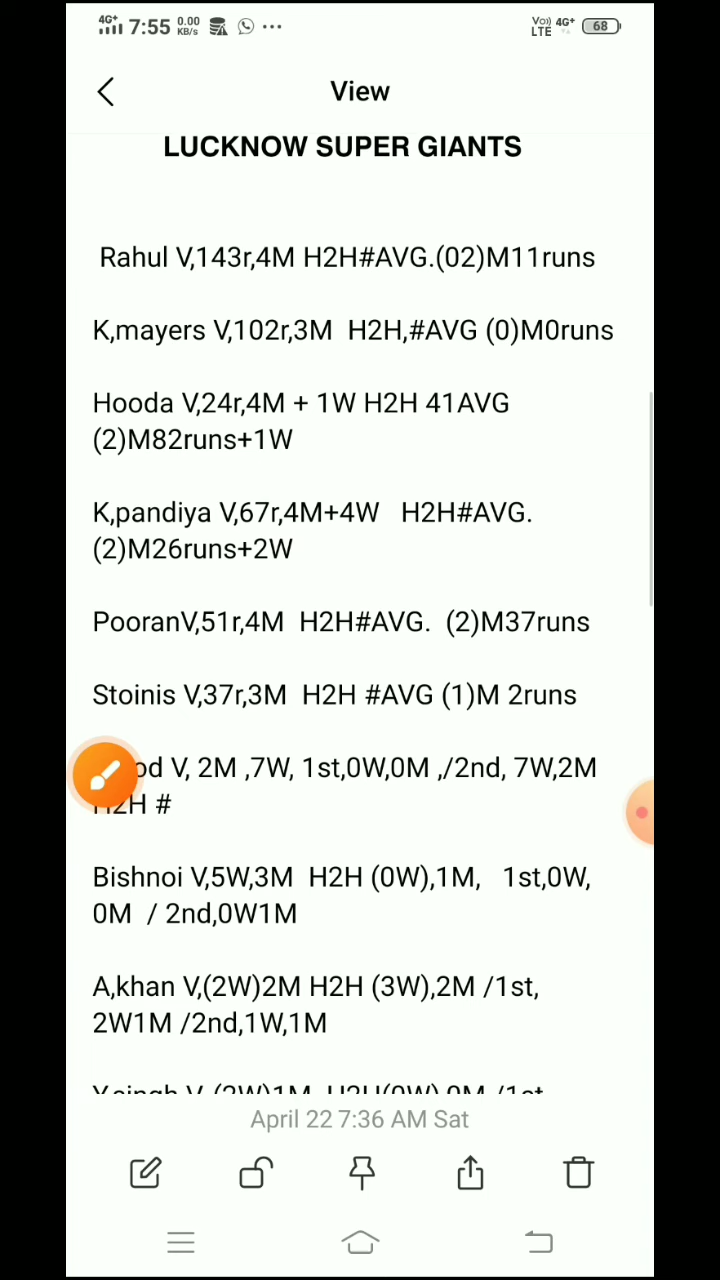 4G+ 7:55 0.00 KB/s ... Vo) LTE 4G+ 68
View
LUCKNOW SUPER GIANTS
Rahul V,143r,4M H2H#AVG.(02)M11runs
K,mayers V,102r,3M H2H,#AVG (0)M0runs
Hooda V,24r,4M + 1W H2H 41AVG
(2)M82runs+1W
K,pandiya V,67r,4M+4W H2H#AVG.
(2)M26runs+2W
PooranV,51r,4M H2H#AVG. (2)M37runs
Stoinis V,37r,3M H2H #AVG (1)M 2runs
od V, 2M ,7W, 1st,0W,0M ,/2nd, 7W,2M
H2H #
Bishnoi V,5W,3M H2H (0W),1M, 1st,0W,
0M / 2nd,0W1M
A,khan V,(2W)2M H2H (3W),2M /1st,
2W1M /2nd,1W,1M
April 22 7:36 AM Sat